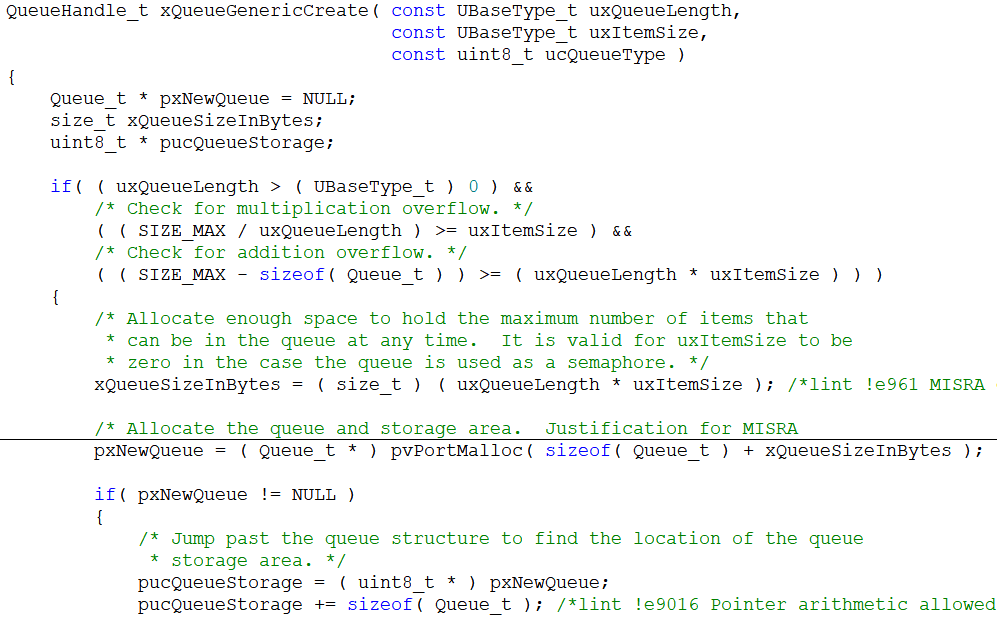 QueueHandle_t xQueueGenericCreate( const UBaseType_t uxQueueLength,
                                   const UBaseType_t uxItemSize,
                                   const uint8_t ucQueueType )
{
    Queue_t * pxNewQueue = NULL;
    size_t xQueueSizeInBytes;
    uint8_t * pucQueueStorage;

    if( ( uxQueueLength > ( UBaseType_t ) 0 ) &&
        /* Check for multiplication overflow. */
        ( ( SIZE_MAX / uxQueueLength ) >= uxItemSize ) &&
        /* Check for addition overflow. */
        ( ( SIZE_MAX - sizeof( Queue_t ) ) >= ( uxQueueLength * uxItemSize ) ) )
    {
        /* Allocate enough space to hold the maximum number of items that
         * can be in the queue at any time.  It is valid for uxItemSize to be
         * zero in the case the queue is used as a semaphore. */
        xQueueSizeInBytes = ( size_t ) ( uxQueueLength * uxItemSize ); /*lint !e961 MISRA

        /* Allocate the queue and storage area.  Justification for MISRA
        pxNewQueue = ( Queue_t * ) pvPortMalloc( sizeof( Queue_t ) + xQueueSizeInBytes );

        if( pxNewQueue != NULL )
        {
            /* Jump past the queue structure to find the location of the queue
             * storage area. */
            pucQueueStorage = ( uint8_t * ) pxNewQueue;
            pucQueueStorage += sizeof( Queue_t ); /*lint !e9016 Pointer arithmetic allowed